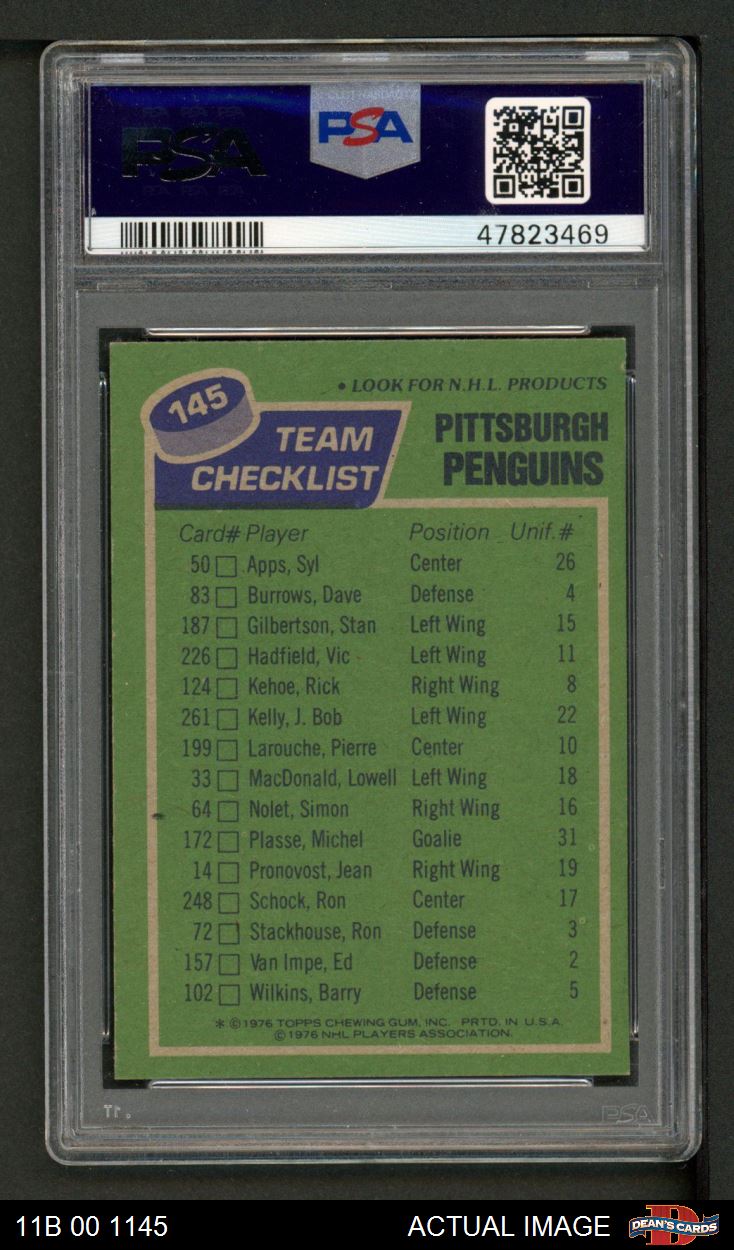 PSA
PSA
47823469
• LOOK FOR N.H.L. PRODUCTS
145
TEAM CHECKLIST
PITTSBURGH PENGUINS
Card# Player Position Unif.#
50 Apps, Syl Center 26
83 Burrows, Dave Defense 4
187 Gilbertson, Stan Left Wing 15
226 Hadfield, Vic Left Wing 11
124 Kehoe, Rick Right Wing 8
261 Kelly, J. Bob Left Wing 22
199 Larouche, Pierre Center 10
33 MacDonald, Lowell Left Wing 18
64 Nolet, Simon Right Wing 16
172 Plasse, Michel Goalie 31
14 Pronovost, Jean Right Wing 19
248 Schock, Ron Center 17
72 Stackhouse, Ron Defense 3
157 Van Impe, Ed Defense 2
102 Wilkins, Barry Defense 5
* ©1976 TOPPS CHEWING GUM, INC. PRTD. IN U.S.A.
©1976 NHL PLAYERS ASSOCIATION.
PSA
11B 00 1145
ACTUAL IMAGE
DEAN'S CARDS